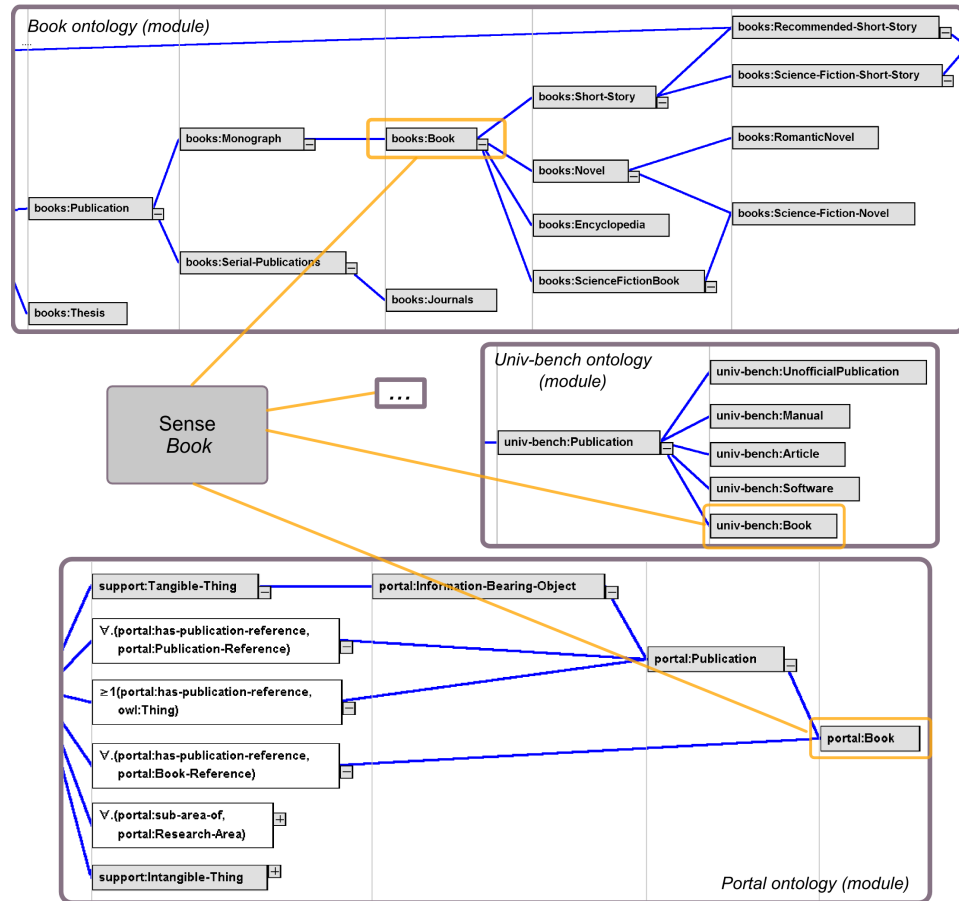 Book ontology (module)
...
books:Recommended-Short-Story
books:Science-Fiction-Short-Story
books:Short-Story
books:Monograph
books:Book
books:RomanticNovel
books:Novel
books:Publication
books:Science-Fiction-Novel
books:Encyclopedia
books:Serial-Publications
books:ScienceFictionBook
books:Journals
books:Thesis
Univ-bench ontology
(module)
univ-bench:UnofficialPublication
univ-bench:Manual
univ-bench:Publication
univ-bench:Article
univ-bench:Software
univ-bench:Book
...
Sense
Book
support:Tangible-Thing
portal:Information-Bearing-Object
∀.(portal:has-publication-reference,
portal:Publication-Reference)
portal:Publication
≥1(portal:has-publication-reference,
owl:Thing)
portal:Book
∀.(portal:has-publication-reference,
portal:Book-Reference)
∀.(portal:sub-area-of,
portal:Research-Area)
support:Intangible-Thing
Portal ontology (module)